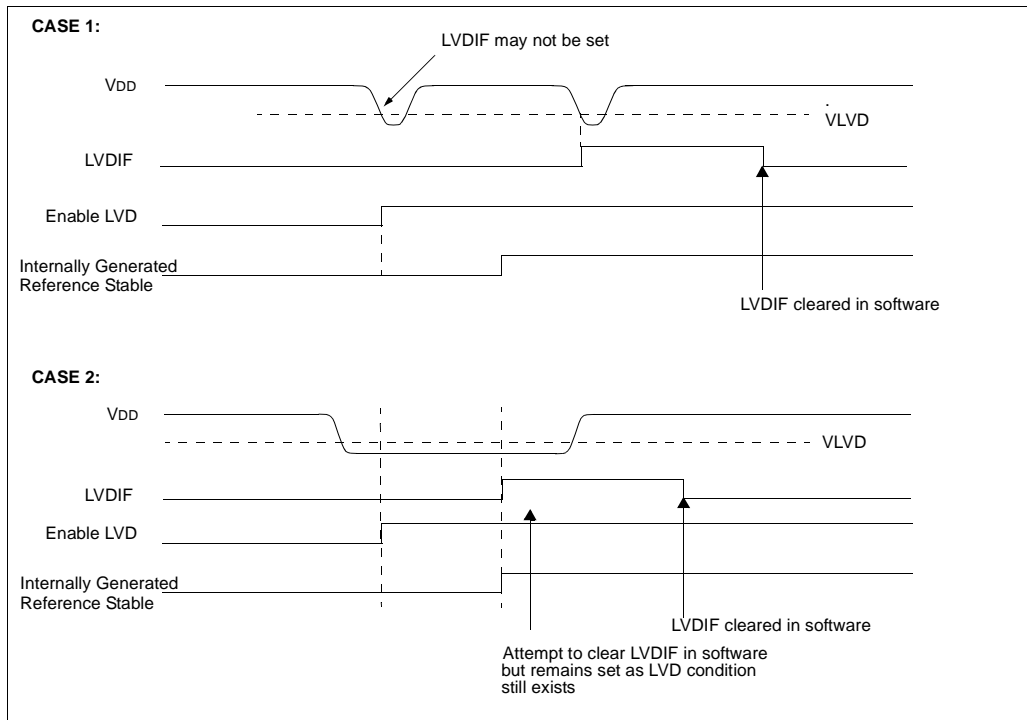 CASE 1:
LVDIF may not be set
VDD
.
VLVD
LVDIF
Enable LVD
Internally Generated
Reference Stable
LVDIF cleared in software
CASE 2:
VDD
VLVD
LVDIF
Enable LVD
Internally Generated
Reference Stable
LVDIF cleared in software
Attempt to clear LVDIF in software
but remains set as LVD condition
still exists